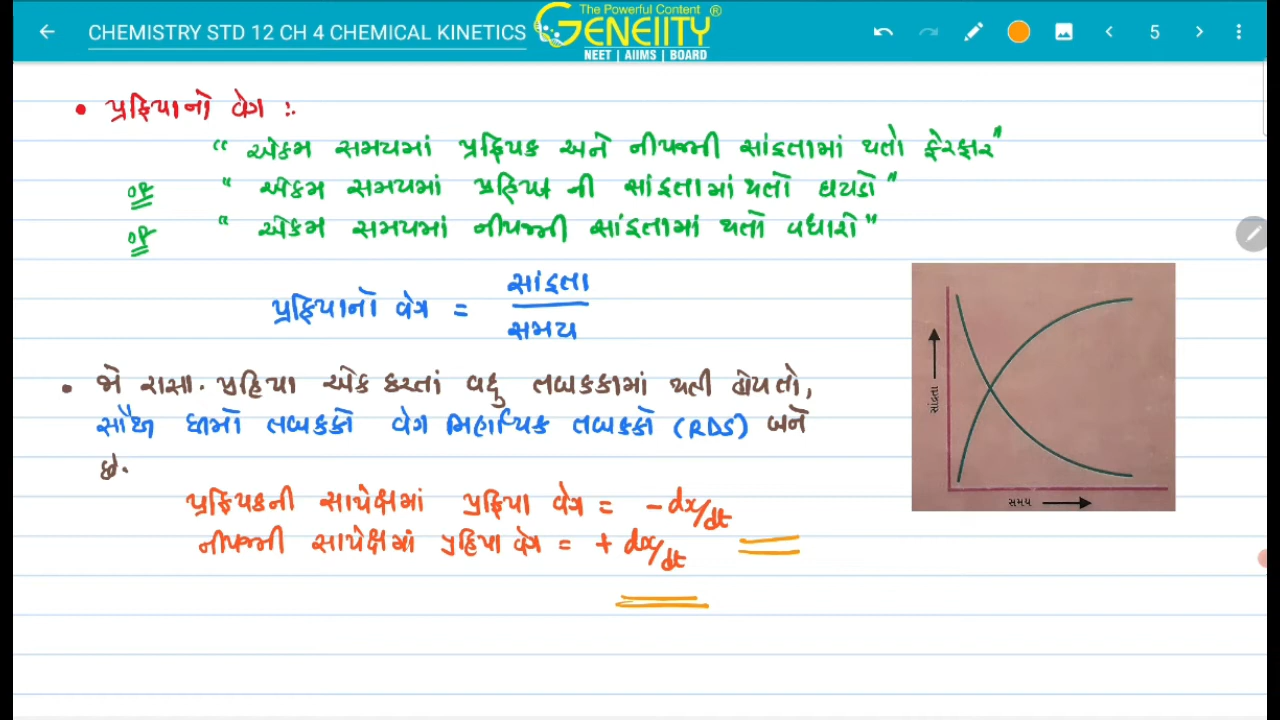 CHEMISTRY STD 12 CH 4 CHEMICAL KINETICS
The Powerful Content
GENEIITY®
NEET | AIIMS | BOARD
5
• પ્રક્રિયાનો વેગ :-
“ એકમ સમયમાં પ્રક્રિયક અને નીપજની સાંદ્રતામાં થતો ફેરફાર”
or “ એકમ સમયમાં પ્રક્રિયક ની સાંદ્રતામાં થતો ઘટાડો”
or “ એકમ સમયમાં નીપજની સાંદ્રતામાં થતો વધારો”
પ્રક્રિયાનો વેગ = સાંદ્રતા
સમય
• જો રાસા. પ્રક્રિયા એક કરતાં વધુ તબક્કામાં થતી હોય તો,
સૌથી ધીમો તબક્કો વેગ નિર્ણાયક તબક્કો (RDS) બને
છે.
પ્રક્રિયકની સાપેક્ષમાં પ્રક્રિયા વેગ = - dx/dt
નીપજની સાપેક્ષમાં પ્રક્રિયા વેગ = + dx/dt
સાંદ્રતા
સમય